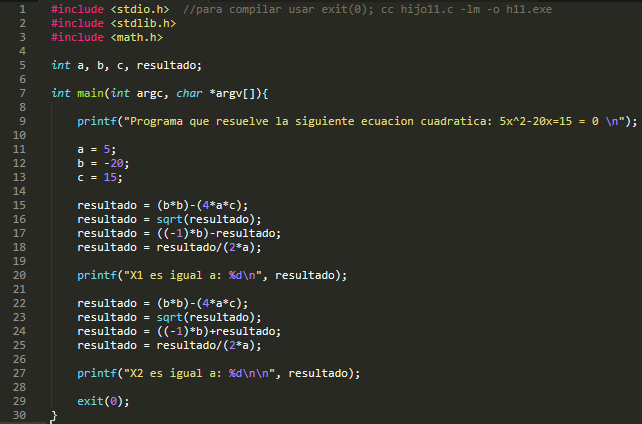 1 #include <stdio.h>  //para compilar usar exit(0); cc hijo11.c -lm -o h11.exe
2 #include <stdlib.h>
3 #include <math.h>
4
5 int a, b, c, resultado;
6
7 int main(int argc, char *argv[]){
8
9     printf("Programa que resuelve la siguiente ecuacion cuadratica: 5x^2-20x=15 = 0 \n");
10
11     a = 5;
12     b = -20;
13     c = 15;
14
15     resultado = (b*b)-(4*a*c);
16     resultado = sqrt(resultado);
17     resultado = ((-1)*b)-resultado;
18     resultado = resultado/(2*a);
19
20     printf("X1 es igual a: %d\n", resultado);
21
22     resultado = (b*b)-(4*a*c);
23     resultado = sqrt(resultado);
24     resultado = ((-1)*b)+resultado;
25     resultado = resultado/(2*a);
26
27     printf("X2 es igual a: %d\n\n", resultado);
28
29     exit(0);
30 }